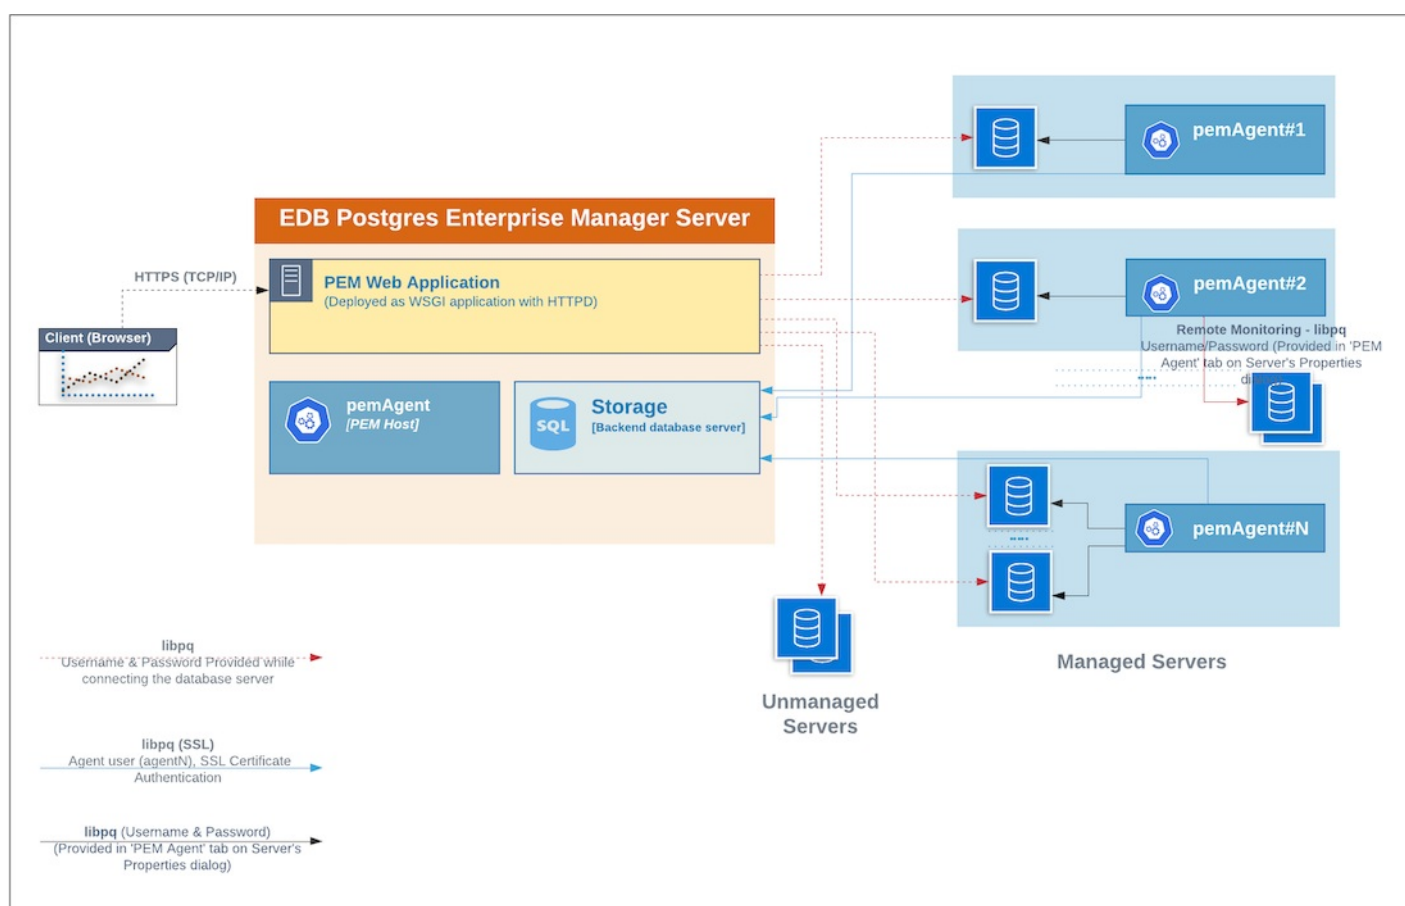 EDB Postgres Enterprise Manager Server
HTTPS (TCP/IP)
Client (Browser)
PEM Web Application
(Deployed as WSGI application with HTTPD)
pemAgent
[PEM Host]
SQL
Storage
[Backend database server]
pemAgent#1
pemAgent#2
Remote Monitoring - libpq
Username/Password (Provided in 'PEM
Agent' tab on Server's Properties
pemAgent#N
Managed Servers
Unmanaged
Servers
libpq
Username & Password Provided while
connecting the database server
libpq (SSL)
Agent user (agentN), SSL Certificate
Authentication
libpq (Username & Password)
(Provided in 'PEM Agent' tab on Server's
Properties dialog)